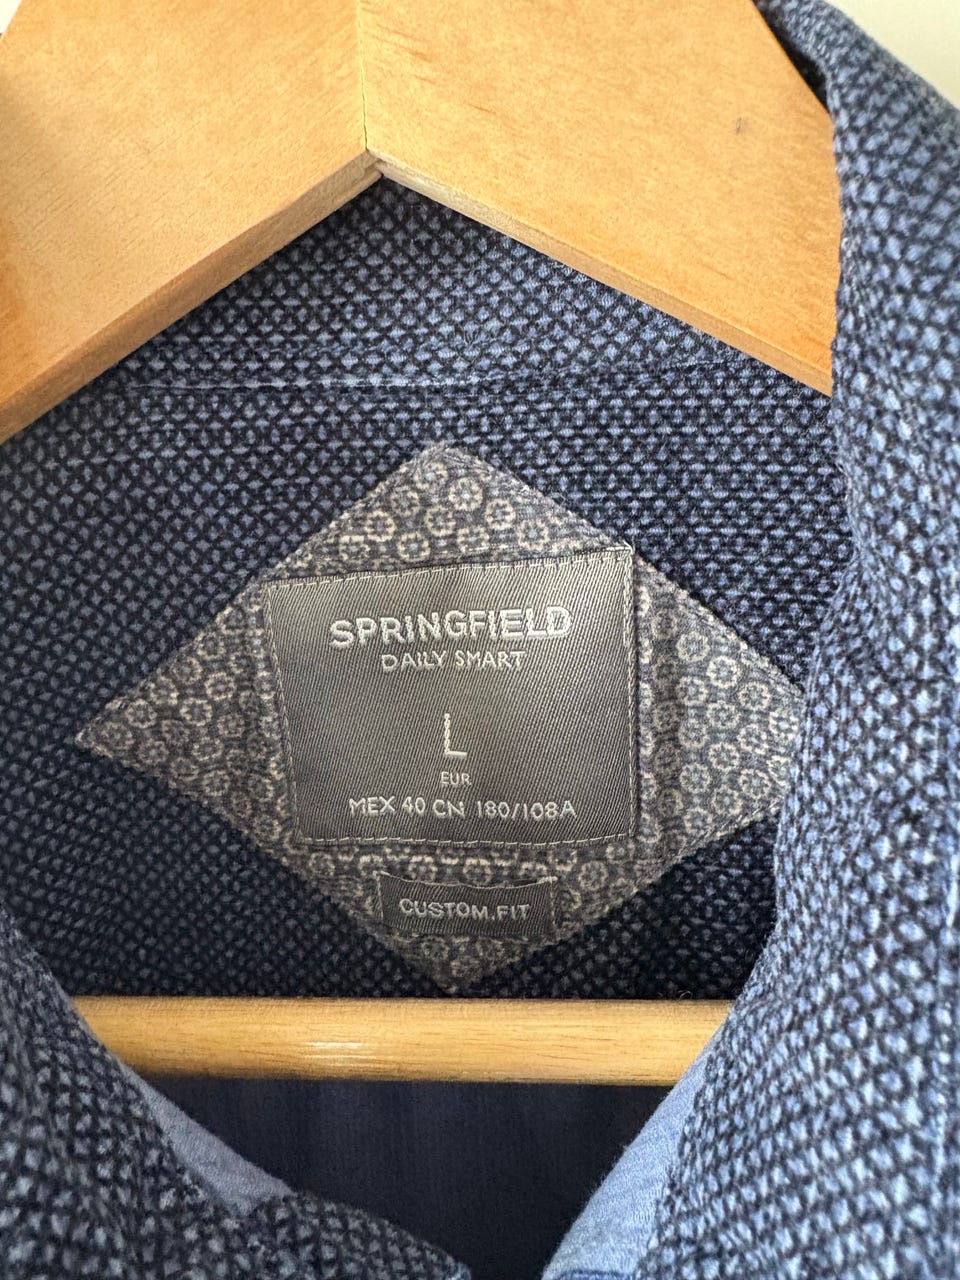 SPRINGFIELD
DAILY SMART
L
EUR
MEX 40 CN 180/108A
CUSTOM FIT